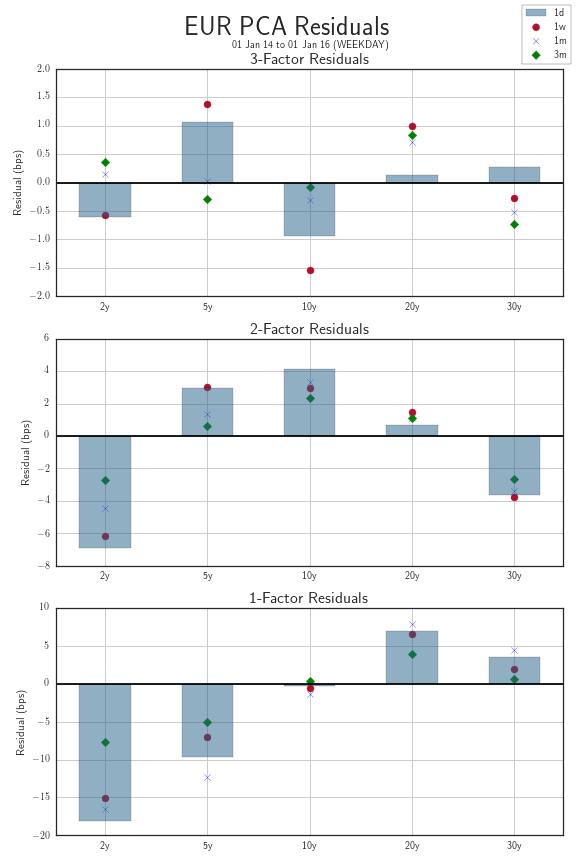 EUR PCA Residuals
01 Jan 14 to 01 Jan 16 (WEEKDAY)
1d
1w
1m
3m
3-Factor Residuals
Residual (bps)
2.0
1.5
1.0
0.5
0.0
−0.5
−1.0
−1.5
−2.0
2y 5y 10y 20y 30y
2-Factor Residuals
Residual (bps)
6
4
2
0
−2
−4
−6
−8
2y 5y 10y 20y 30y
1-Factor Residuals
Residual (bps)
10
5
0
−5
−10
−15
−20
2y 5y 10y 20y 30y